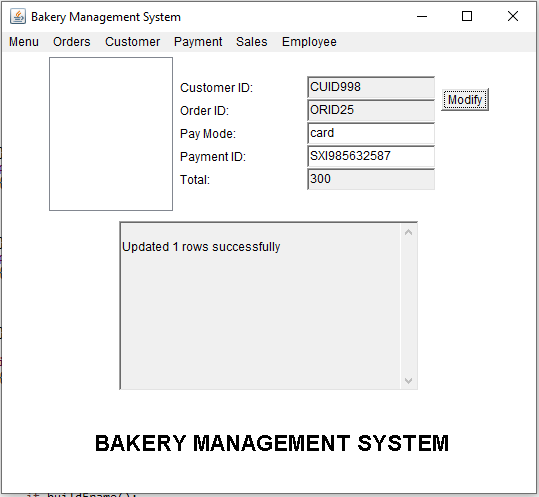 Bakery Management System
Menu Orders Customer Payment Sales Employee
Customer ID: CUID998
Order ID: ORID25
Modify
Pay Mode: card
Payment ID: SXI985632587
Total: 300
Updated 1 rows successfully
BAKERY MANAGEMENT SYSTEM